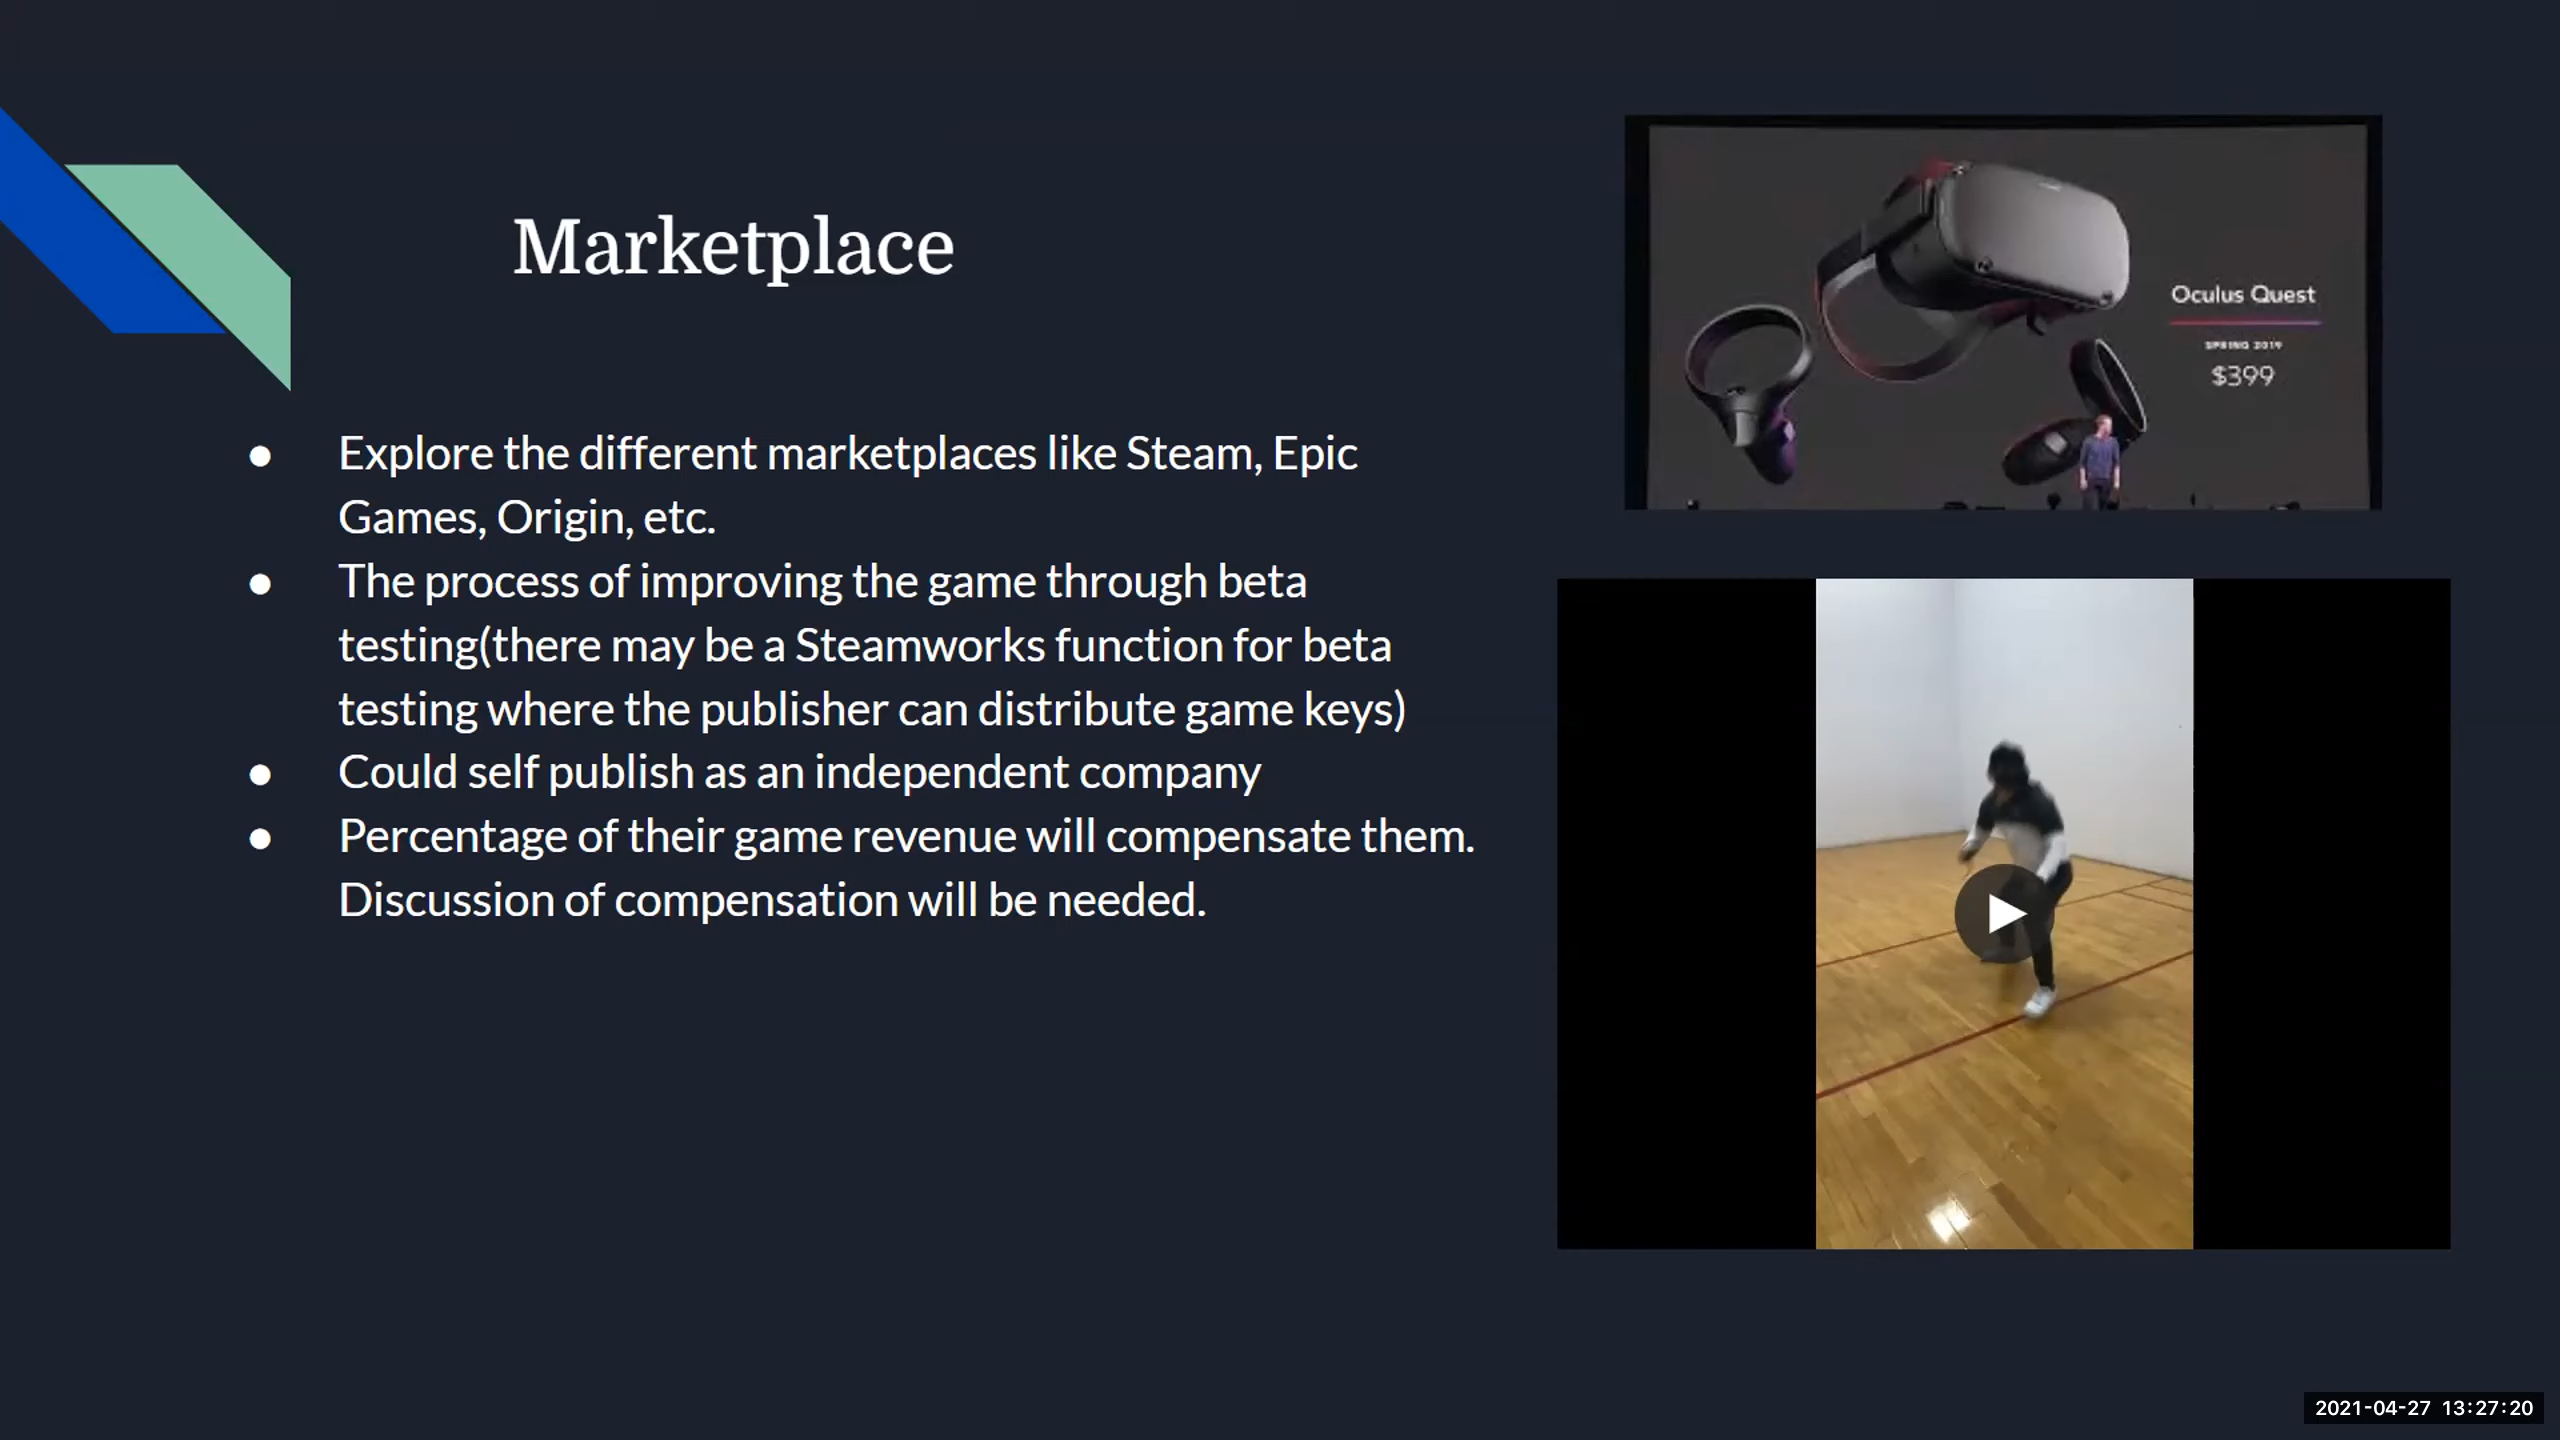 Marketplace
Explore the different marketplaces like Steam, Epic
Games, Origin, etc.
The process of improving the game through beta
testing(there may be a Steamworks function for beta
testing where the publisher can distribute game keys)
Could self publish as an independent company
Percentage of their game revenue will compensate them.
Discussion of compensation will be needed.
Oculus Quest
SPRING 2019
$399
2021-04-27 13:27:20